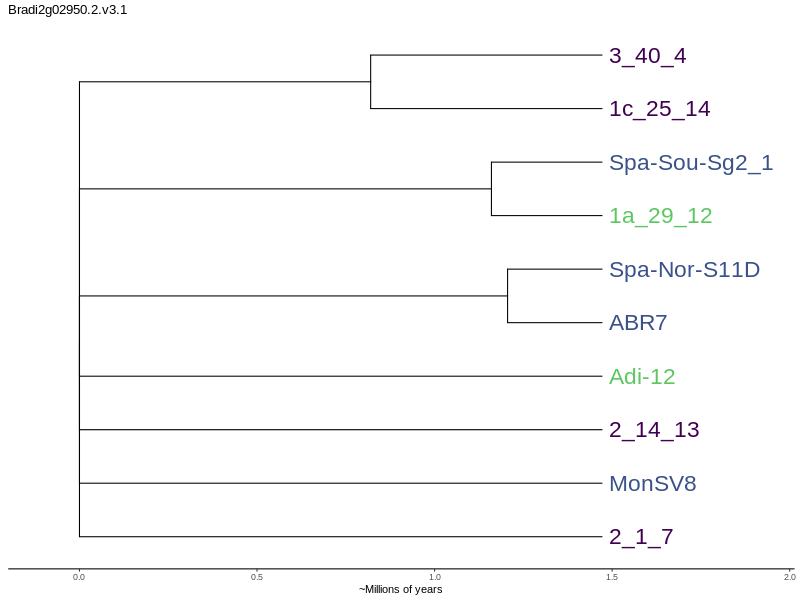 Bradi2g02950.2.v3.1
3_40_4
1c_25_14
Spa-Sou-Sg2_1
1a_29_12
Spa-Nor-S11D
ABR7
Adi-12
2_14_13
MonSV8
2_1_7
0.0 0.5 1.0 1.5 2.0
~Millions of years